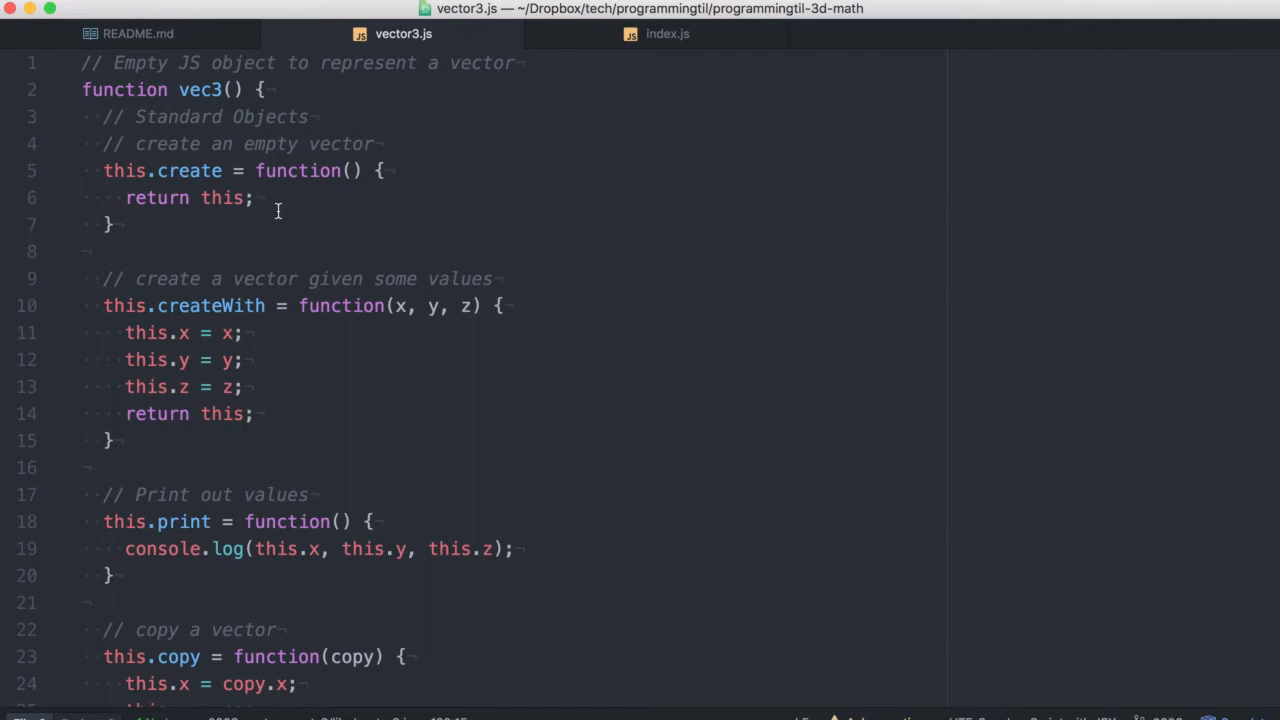 vector3.js — ~/Dropbox/tech/programmingtil/programmingtil-3d-math
README.md
vector3.js
index.js
1 // Empty JS object to represent a vector
2 function vec3() {
3 // Standard Objects
4 // create an empty vector
5 this.create = function() {
6 return this;
7 }
8
9 // create a vector given some values
10 this.createWith = function(x, y, z) {
11 this.x = x;
12 this.y = y;
13 this.z = z;
14 return this;
15 }
16
17 // Print out values
18 this.print = function() {
19 console.log(this.x, this.y, this.z);
20 }
21
22 // copy a vector
23 this.copy = function(copy) {
24 this.x = copy.x;